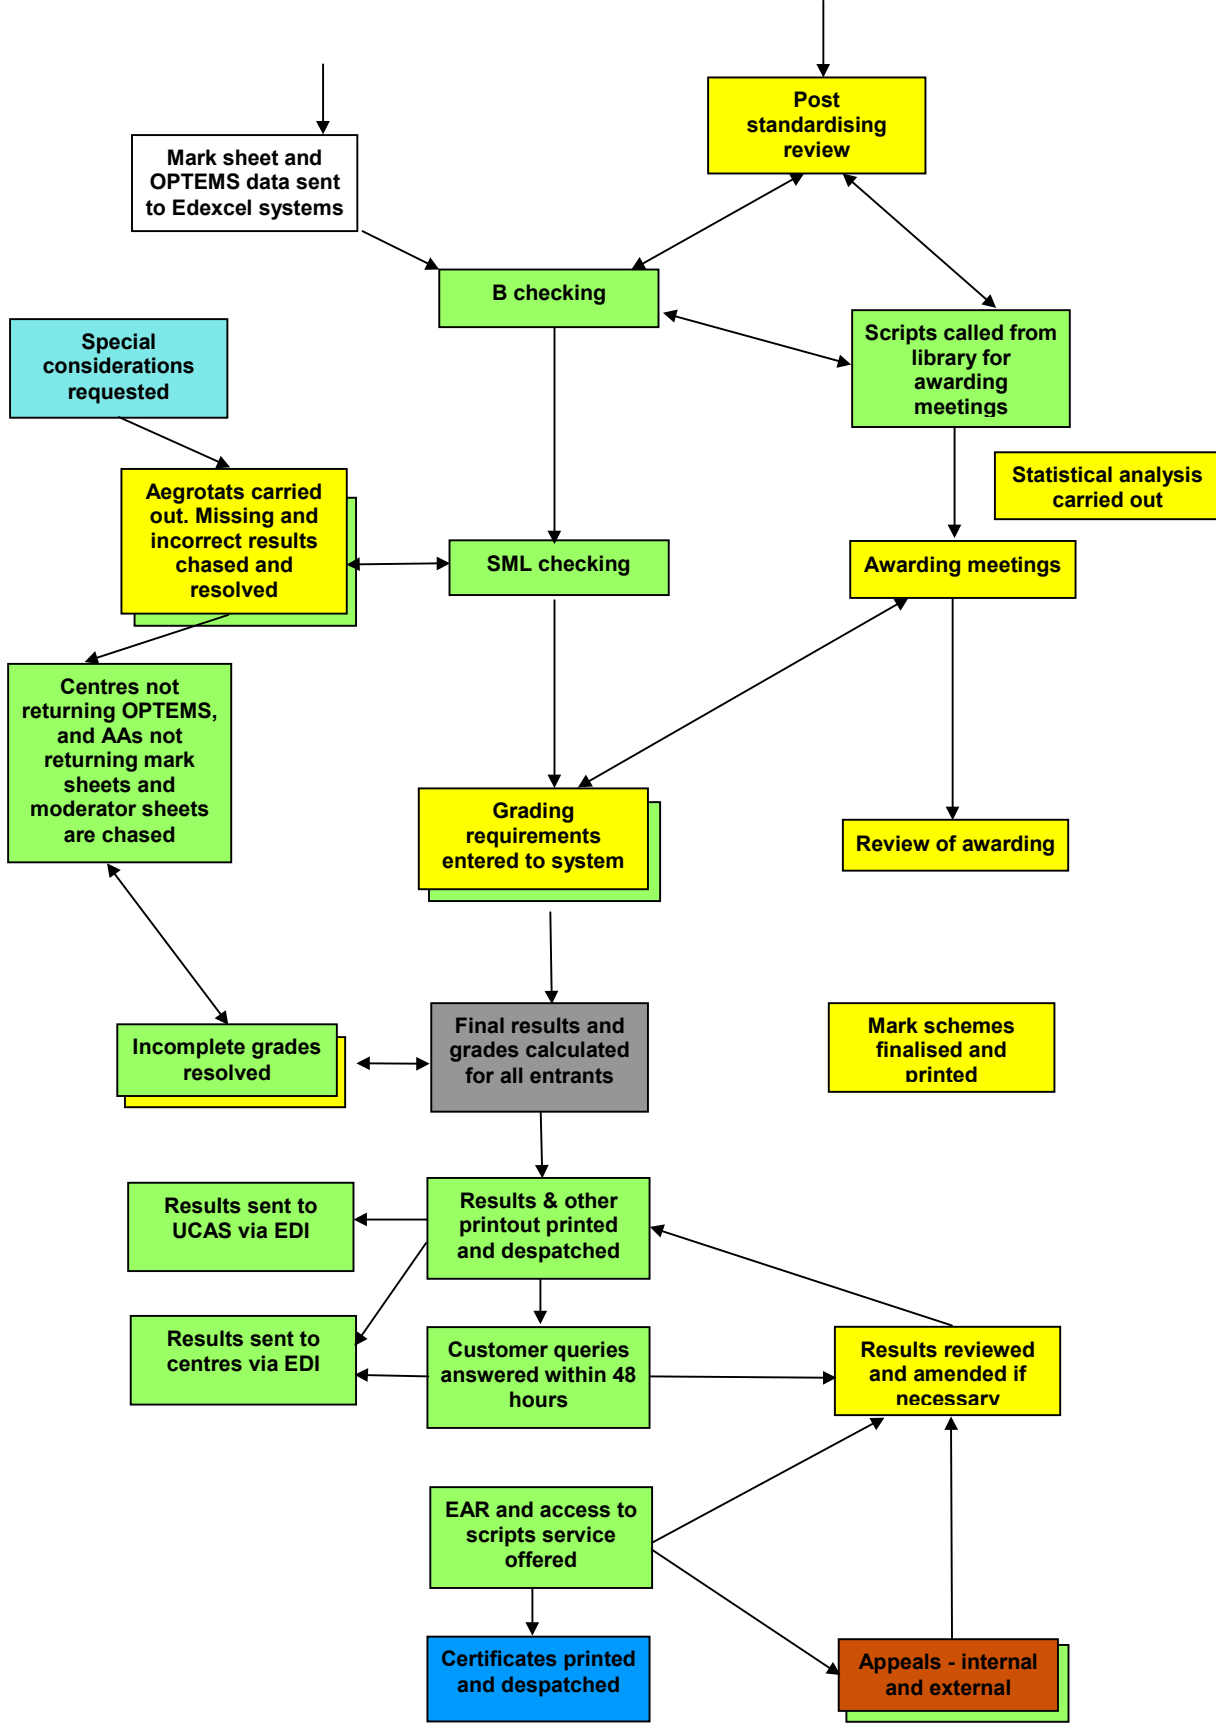 Post
standardising
review
Mark sheet and
OPTEMS data sent
to Edexcel systems
B checking
Special
considerations
requested
Scripts called from
library for
awarding
meetings
Statistical analysis
carried out
Aegrotats carried
out. Missing and
incorrect results
chased and
resolved
SML checking
Awarding meetings
Centres not
returning OPTEMS,
and AAs not
returning mark
sheets and
moderator sheets
are chased
Grading
requirements
entered to system
Review of awarding
Incomplete grades
resolved
Final results and
grades calculated
for all entrants
Mark schemes
finalised and
printed
Results sent to
UCAS via EDI
Results & other
printout printed
and despatched
Results sent to
centres via EDI
Customer queries
answered within 48
hours
Results reviewed
and amended if
necessary
EAR and access to
scripts service
offered
Certificates printed
and despatched
Appeals - internal
and external